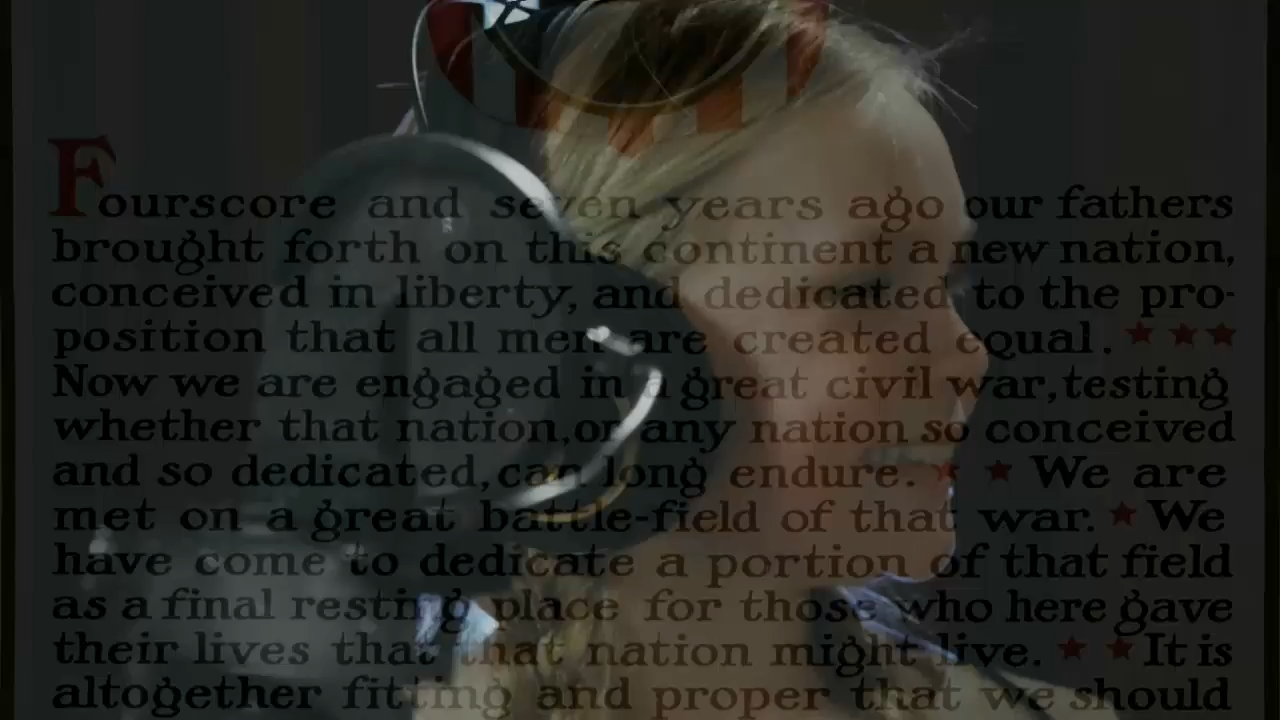 Fourscore and seven years ago our fathers
brought forth on this continent a new nation,
conceived in liberty, and dedicated to the pro-
position that all men are created equal. ★ ★ ★
Now we are engaged in a great civil war, testing
whether that nation, or any nation so conceived
and so dedicated, can long endure. ★ ★ We are
met on a great battle-field of that war. ★ We
have come to dedicate a portion of that field
as a final resting place for those who here gave
their lives that that nation might live. ★ ★ It is
altogether fitting and proper that we should